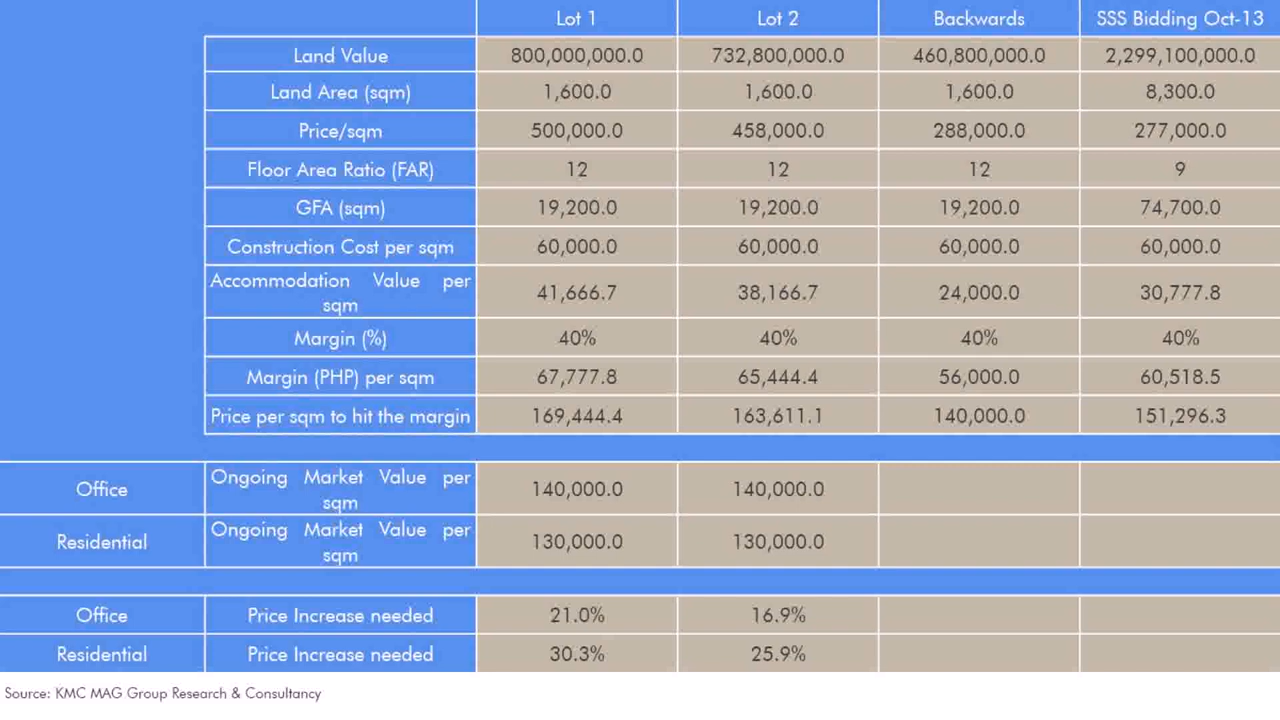 Lot 1 Lot 2 Backwards SSS Bidding Oct-13
Land Value 800,000,000.0 732,800,000.0 460,800,000.0 2,299,100,000.0
Land Area (sqm) 1,600.0 1,600.0 1,600.0 8,300.0
Price/sqm 500,000.0 458,000.0 288,000.0 277,000.0
Floor Area Ratio (FAR) 12 12 12 9
GFA (sqm) 19,200.0 19,200.0 19,200.0 74,700.0
Construction Cost per sqm 60,000.0 60,000.0 60,000.0 60,000.0
Accommodation Value per
sqm 41,666.7 38,166.7 24,000.0 30,777.8
Margin (%) 40% 40% 40% 40%
Margin (PHP) per sqm 67,777.8 65,444.4 56,000.0 60,518.5
Price per sqm to hit the margin 169,444.4 163,611.1 140,000.0 151,296.3
Office Ongoing Market Value per
sqm 140,000.0 140,000.0
Residential Ongoing Market Value per
sqm 130,000.0 130,000.0
Office Price Increase needed 21.0% 16.9%
Residential Price Increase needed 30.3% 25.9%
Source: KMC MAG Group Research & Consultancy